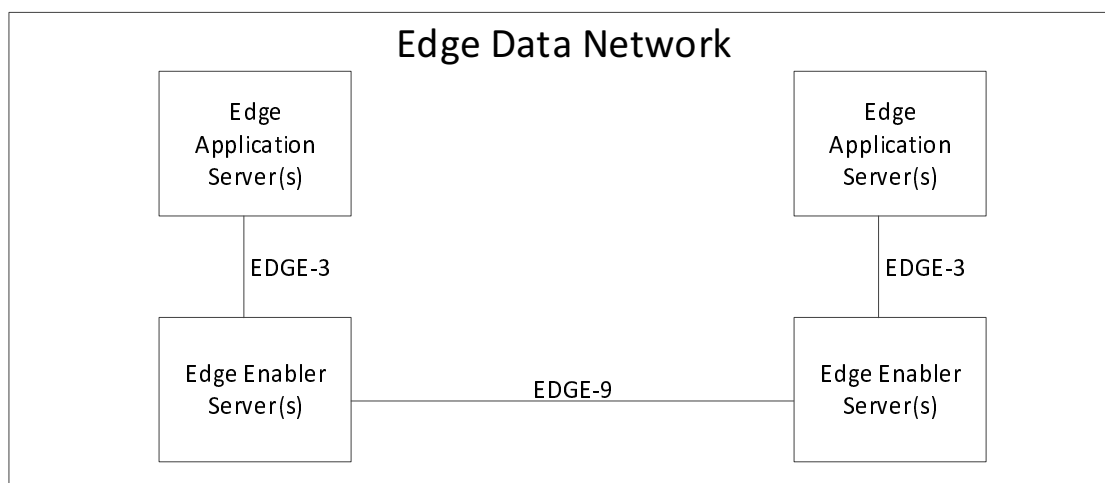 Edge Data Network
Edge
Application
Server(s)
Edge
Application
Server(s)
EDGE-3
EDGE-3
Edge Enabler
Server(s)
EDGE-9
Edge Enabler
Server(s)